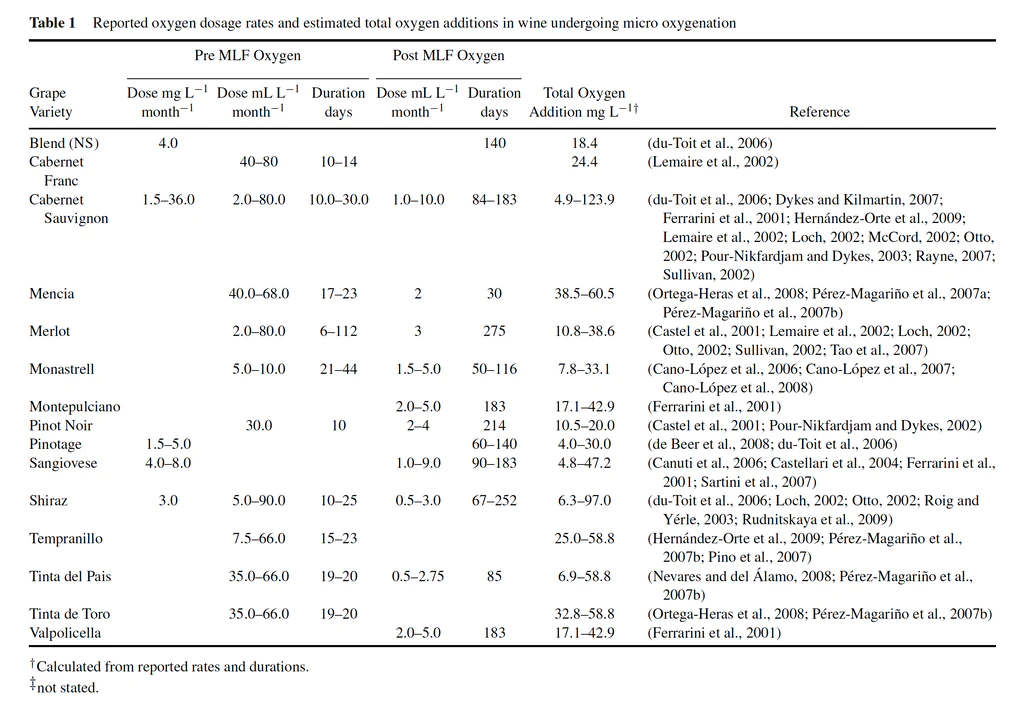 Table 1 Reported oxygen dosage rates and estimated total oxygen additions in wine undergoing micro oxygenation
Pre MLF Oxygen Post MLF Oxygen
Grape Dose mg L−1 Dose mL L−1 Duration Dose mL L−1 Duration Total Oxygen
Variety month−1 month−1 days month−1 days Addition mg L−1† Reference
Blend (NS) 4.0 140 18.4 (du-Toit et al., 2006)
Cabernet 40–80 10–14 24.4 (Lemaire et al., 2002)
Franc
Cabernet 1.5–36.0 2.0–80.0 10.0–30.0 1.0–10.0 84–183 4.9–123.9 (du-Toit et al., 2006; Dykes and Kilmartin, 2007;
Sauvignon Ferrarini et al., 2001; Hernández-Orte et al., 2009;
Lemaire et al., 2002; Loch, 2002; McCord, 2002; Otto,
2002; Pour-Nikfardjam and Dykes, 2003; Rayne, 2007;
Sullivan, 2002)
Mencia 40.0–68.0 17–23 2 30 38.5–60.5 (Ortega-Heras et al., 2008; Pérez-Magariño et al., 2007a;
Pérez-Magariño et al., 2007b)
Merlot 2.0–80.0 6–112 3 275 10.8–38.6 (Castel et al., 2001; Lemaire et al., 2002; Loch, 2002;
Otto, 2002; Sullivan, 2002; Tao et al., 2007)
Monastrell 5.0–10.0 21–44 1.5–5.0 50–116 7.8–33.1 (Cano-López et al., 2006; Cano-López et al., 2007;
Cano-López et al., 2008)
Montepulciano 2.0–5.0 183 17.1–42.9 (Ferrarini et al., 2001)
Pinot Noir 30.0 10 2–4 214 10.5–20.0 (Castel et al., 2001; Pour-Nikfardjam and Dykes, 2002)
Pinotage 1.5–5.0 60–140 4.0–30.0 (de Beer et al., 2008; du-Toit et al., 2006)
Sangiovese 4.0–8.0 1.0–9.0 90–183 4.8–47.2 (Canuti et al., 2006; Castellari et al., 2004; Ferrarini et al.,
2001; Sartini et al., 2007)
Shiraz 3.0 5.0–90.0 10–25 0.5–3.0 67–252 6.3–97.0 (du-Toit et al., 2006; Loch, 2002; Otto, 2002; Roig and
Yérle, 2003; Rudnitskaya et al., 2009)
Tempranillo 7.5–66.0 15–23 25.0–58.8 (Hernández-Orte et al., 2009; Pérez-Magariño et al.,
2007b; Pino et al., 2007)
Tinta del Pais 35.0–66.0 19–20 0.5–2.75 85 6.9–58.8 (Nevares and del Álamo, 2008; Pérez-Magariño et al.,
2007b)
Tinta de Toro 35.0–66.0 19–20 32.8–58.8 (Ortega-Heras et al., 2008; Pérez-Magariño et al., 2007b)
Valpolicella 2.0–5.0 183 17.1–42.9 (Ferrarini et al., 2001)
†Calculated from reported rates and durations.
‡not stated.